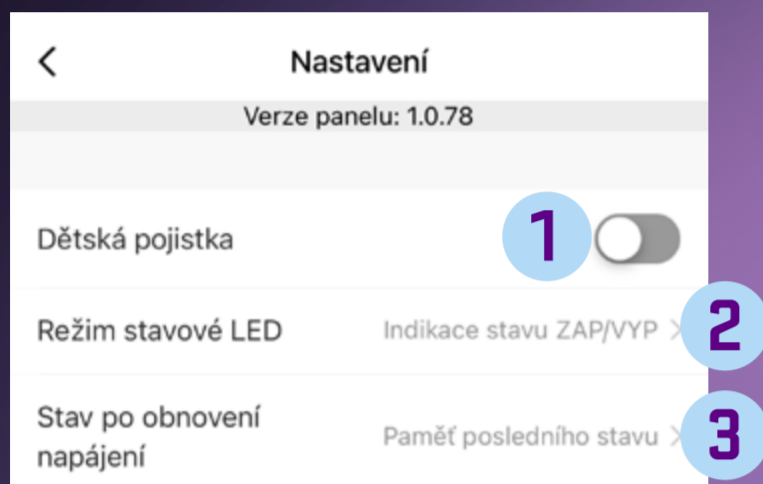 Nastavení
Verze panelu: 1.0.78
Dětská pojistka 1
Režim stavové LED Indikace stavu ZAP/VYP 2
Stav po obnovení
napájení Paměť posledního stavu 3